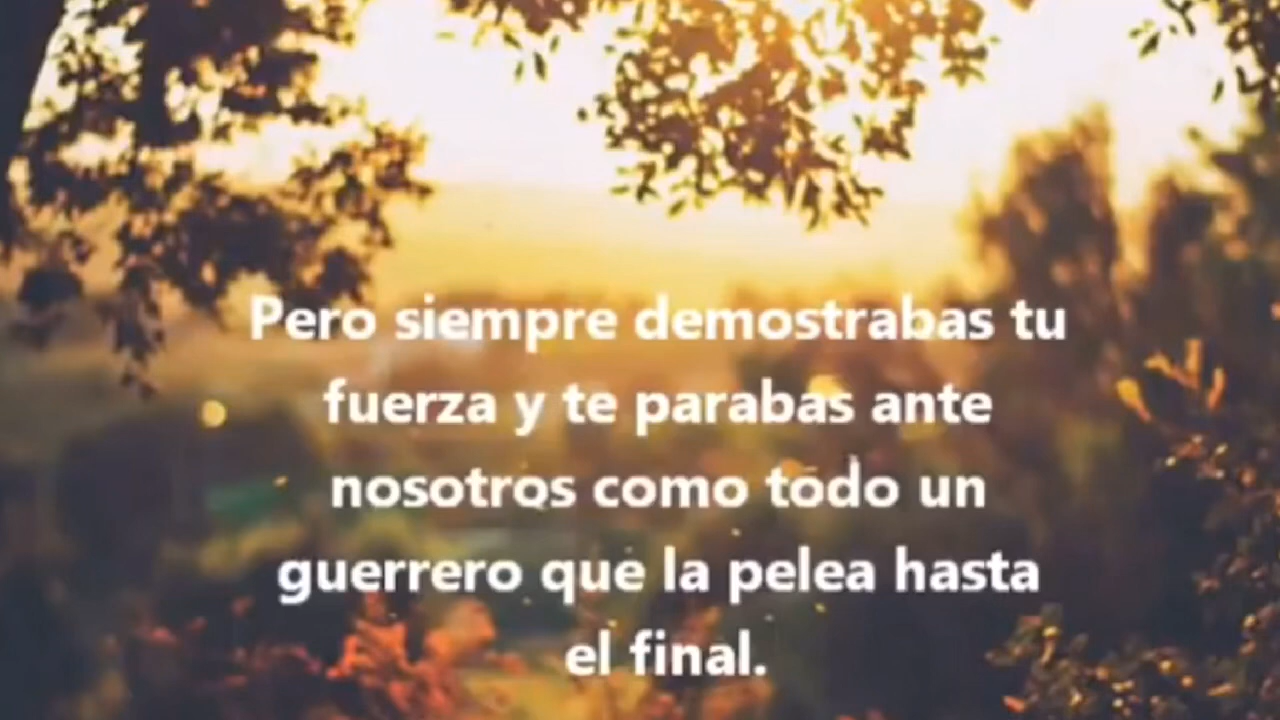 Pero siempre demostrabas tu
fuerza y te parabas ante
nosotros como todo un
guerrero que la pelea hasta
el final.